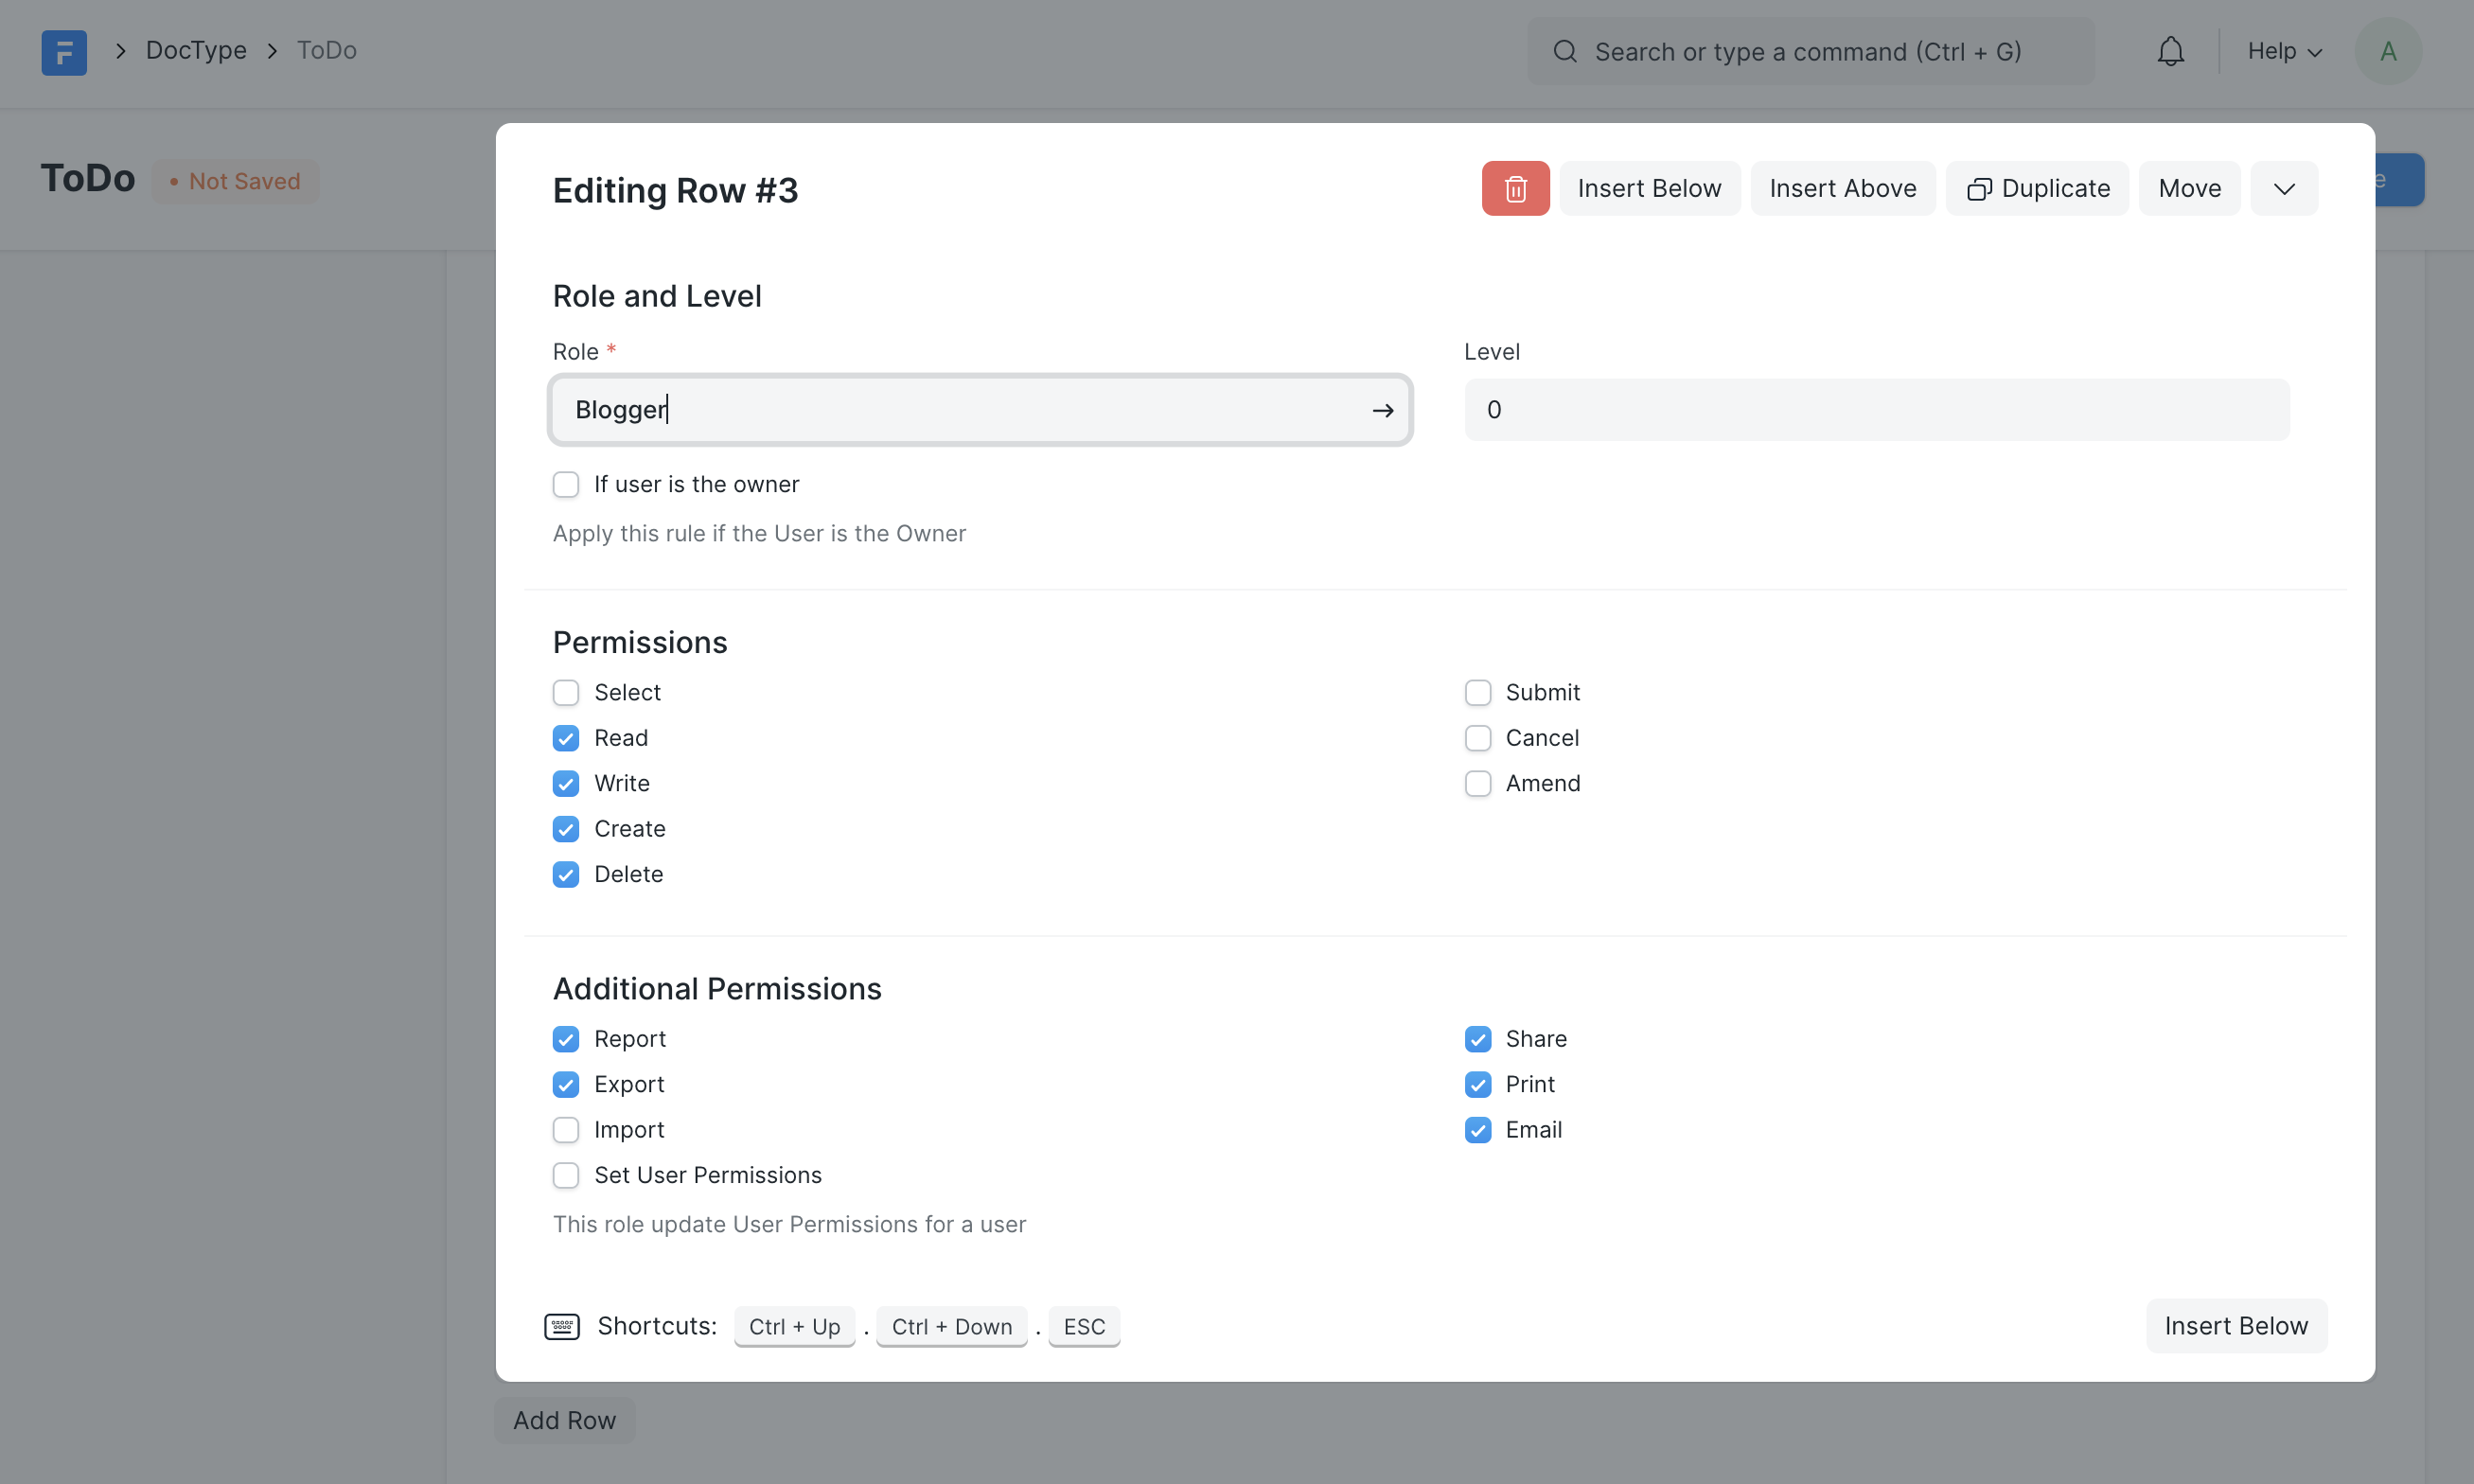 F > DocType > ToDo
Search or type a command (Ctrl + G)
Help
A
ToDo
• Not Saved
e
Editing Row #3
Insert Below
Insert Above
Duplicate
Move
Role and Level
Role *
Level
Blogger
0
If user is the owner
Apply this rule if the User is the Owner
Permissions
Select
Submit
Read
Cancel
Write
Amend
Create
Delete
Additional Permissions
Report
Share
Export
Print
Import
Email
Set User Permissions
This role update User Permissions for a user
Shortcuts: Ctrl + Up . Ctrl + Down . ESC
Insert Below
Add Row